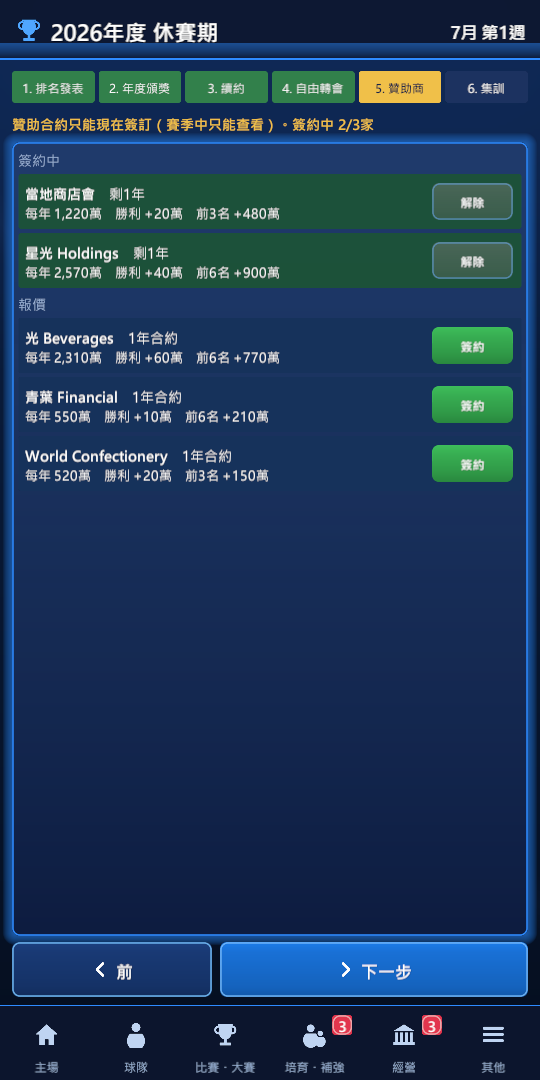 2026年度 休賽期
7月 第1週
1. 排名發表
2. 年度頒獎
3. 續約
4. 自由轉會
5. 贊助商
6. 集訓
贊助合約只能現在簽訂（賽季中只能查看）。簽約中 2/3家
簽約中
當地商店會 剩1年
每年 1,220萬 勝利 +20萬 前3名 +480萬
解除
星光 Holdings 剩1年
每年 2,570萬 勝利 +40萬 前6名 +900萬
解除
報價
光 Beverages 1年合約
每年 2,310萬 勝利 +60萬 前6名 +770萬
簽約
青葉 Financial 1年合約
每年 550萬 勝利 +10萬 前6名 +210萬
簽約
World Confectionery 1年合約
每年 520萬 勝利 +20萬 前3名 +150萬
簽約
前
下一步
3
3
主場
球隊
比賽・大賽
培育・補強
經營
其他